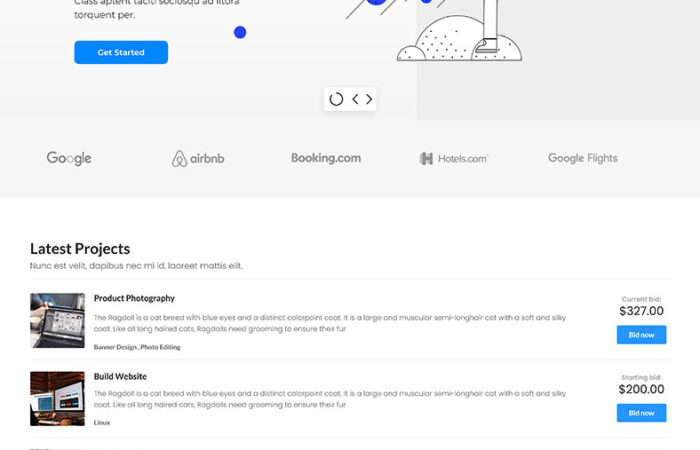 Class aptent taciti sociosqu ad litora
torquent per.
Get Started
Google
airbnb
Booking.com
Hotels.com
Google Flights
Latest Projects
Nunc est velit, dapibus nec mi id, laoreet mattis elit.
Product Photography
The Ragdoll is a cat breed with blue eyes and a distinct colorpoint coat. It is a large and muscular semi-longhair cat with a soft and silky
coat. Like all long haired cats, Ragdolls need grooming to ensure their fur
Banner Design , Photo Editing
Current bid:
$327.00
Bid now
Build Website
The Ragdoll is a cat breed with blue eyes and a distinct colorpoint coat. It is a large and muscular semi-longhair cat with a soft and silky
coat. Like all long haired cats, Ragdolls need grooming to ensure their fur
Linux
Starting bid:
$200.00
Bid now